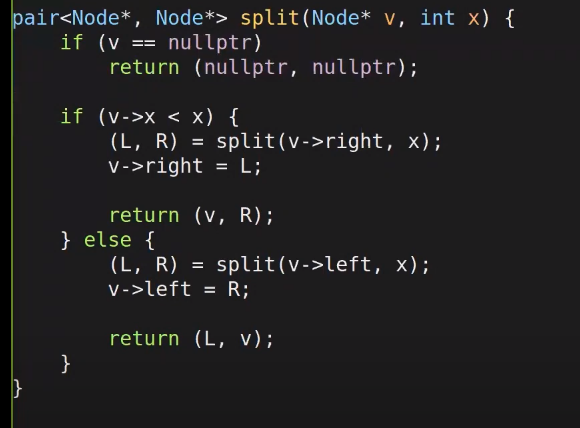 pair<Node*, Node*> split(Node* v, int x) {
    if (v == nullptr)
        return (nullptr, nullptr);

    if (v->x < x) {
        (L, R) = split(v->right, x);
        v->right = L;

        return (v, R);
    } else {
        (L, R) = split(v->left, x);
        v->left = R;

        return (L, v);
    }
}